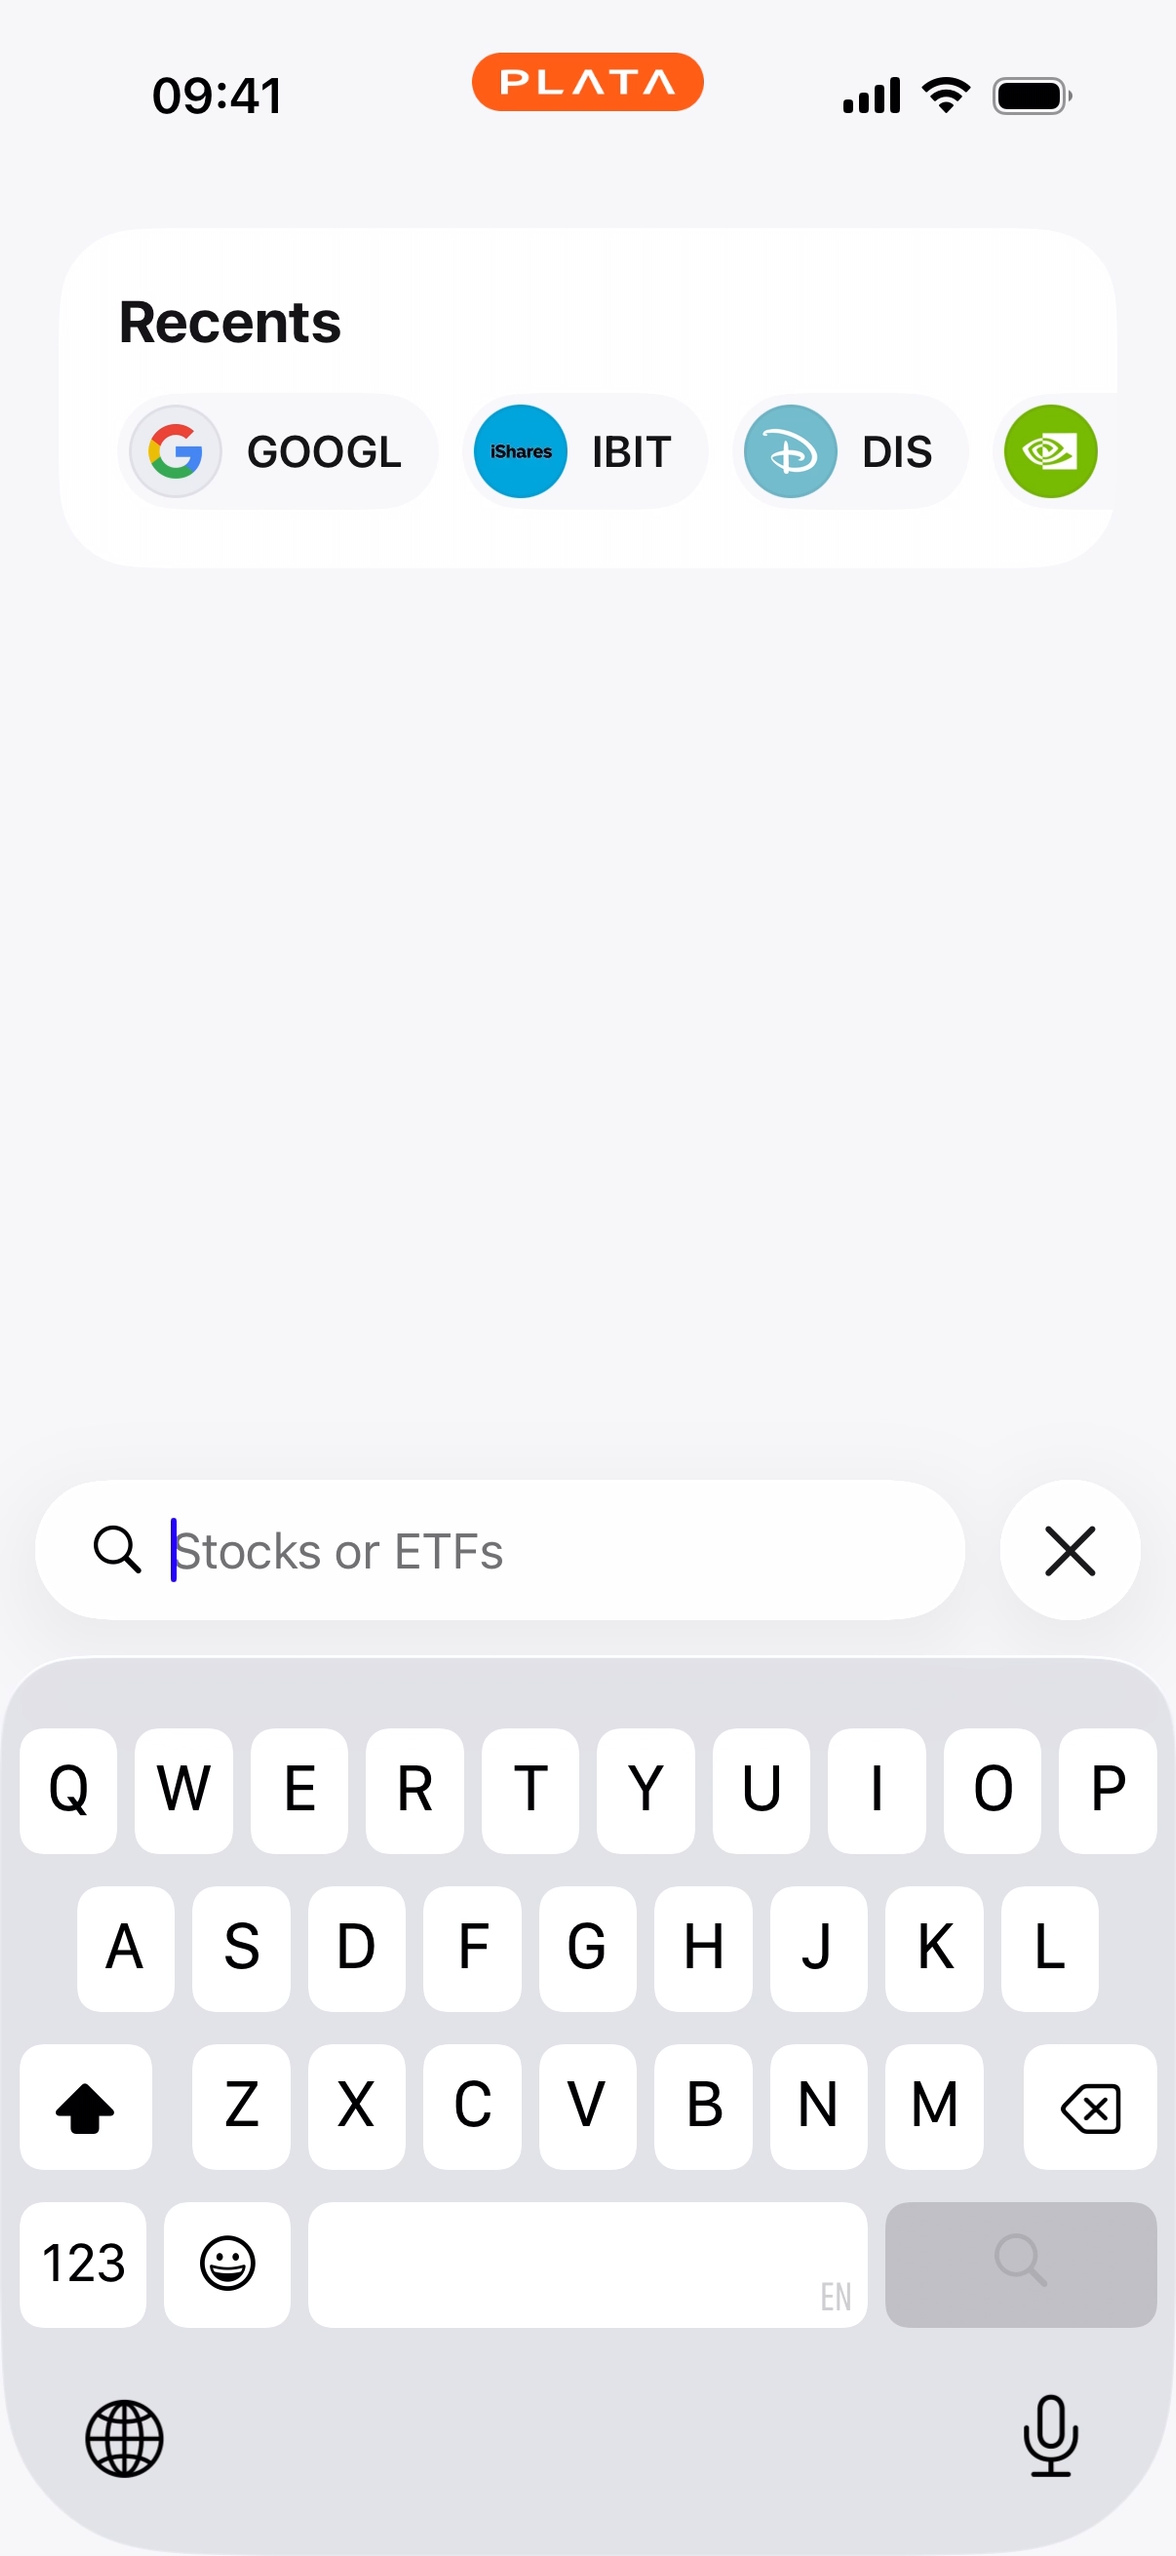 09:41
PLATA
Recents
GOOGL
iShares
IBIT
DIS
Stocks or ETFs
Q W E R T Y U I O P
A S D F G H J K L
Z X C V B N M
123
EN